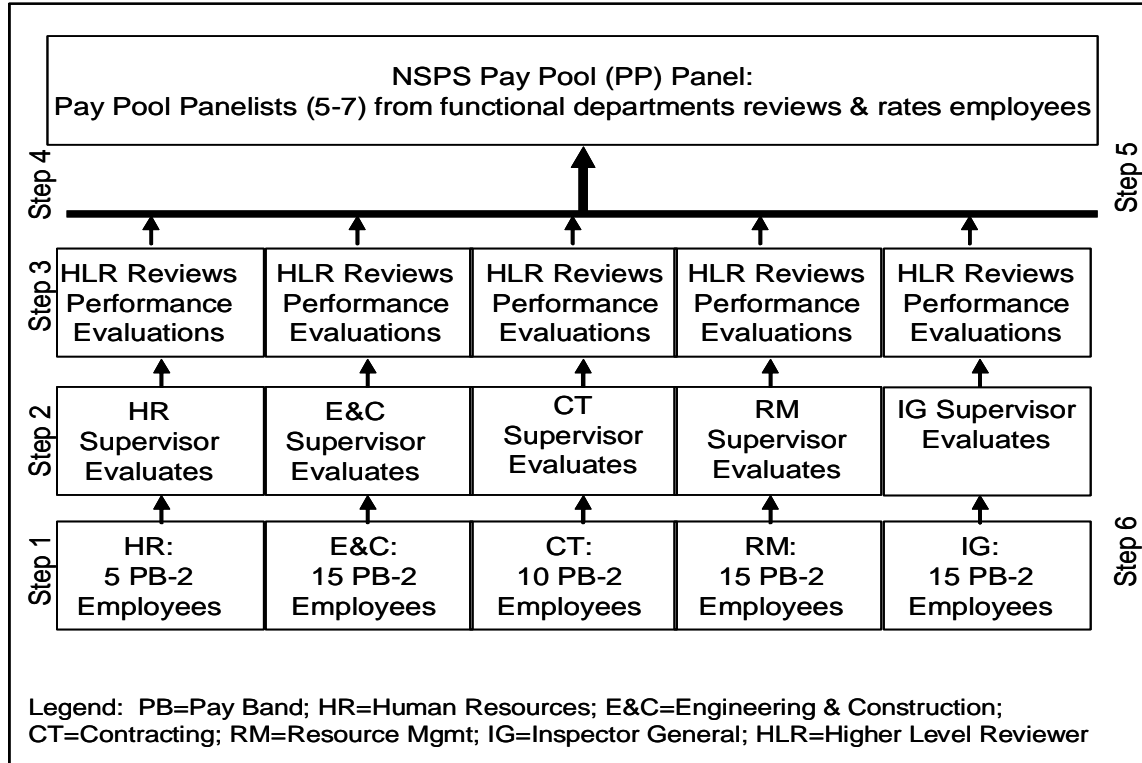 NSPS Pay Pool (PP) Panel:
Pay Pool Panelists (5-7) from functional departments reviews & rates employees
Step 4
Step 5
Step 3
HLR Reviews
Performance
Evaluations
HLR Reviews
Performance
Evaluations
HLR Reviews
Performance
Evaluations
HLR Reviews
Performance
Evaluations
HLR Reviews
Performance
Evaluations
Step 2
HR
Supervisor
Evaluates
E&C
Supervisor
Evaluates
CT
Supervisor
Evaluates
RM
Supervisor
Evaluates
IG Supervisor
Evaluates
Step 1
HR:
5 PB-2
Employees
E&C:
15 PB-2
Employees
CT:
10 PB-2
Employees
RM:
15 PB-2
Employees
IG:
15 PB-2
Employees
Step 6
Legend: PB=Pay Band; HR=Human Resources; E&C=Engineering & Construction;
CT=Contracting; RM=Resource Mgmt; IG=Inspector General; HLR=Higher Level Reviewer